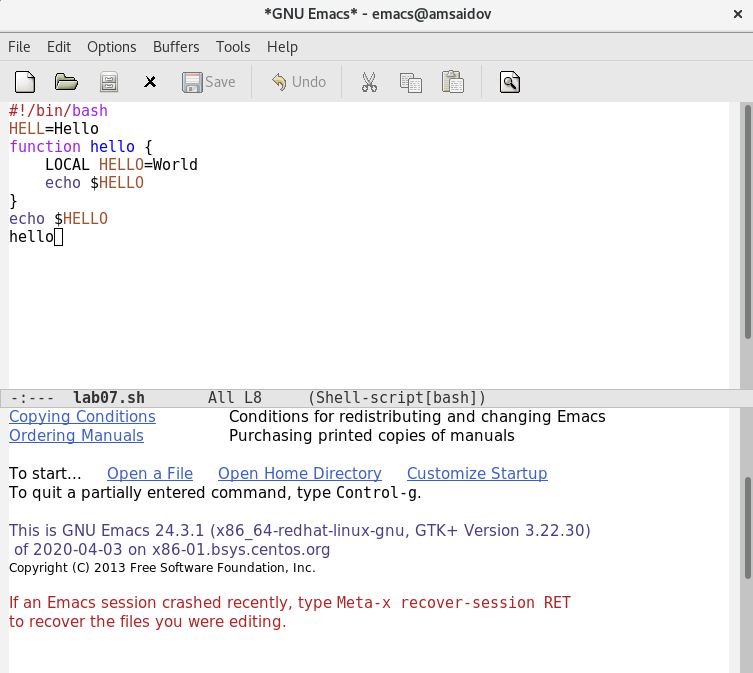 *GNU Emacs* - emacs@amsaidov
File Edit Options Buffers Tools Help
Save Undo
#!/bin/bash
HELL=Hello
function hello {
    LOCAL HELLO=World
    echo $HELLO
}
echo $HELLO
hello
-:--- lab07.sh All L8 (Shell-script[bash])
Copying Conditions Conditions for redistributing and changing Emacs
Ordering Manuals Purchasing printed copies of manuals
To start... Open a File Open Home Directory Customize Startup
To quit a partially entered command, type Control-g.
This is GNU Emacs 24.3.1 (x86_64-redhat-linux-gnu, GTK+ Version 3.22.30)
 of 2020-04-03 on x86-01.bsys.centos.org
Copyright (C) 2013 Free Software Foundation, Inc.
If an Emacs session crashed recently, type Meta-x recover-session RET
to recover the files you were editing.